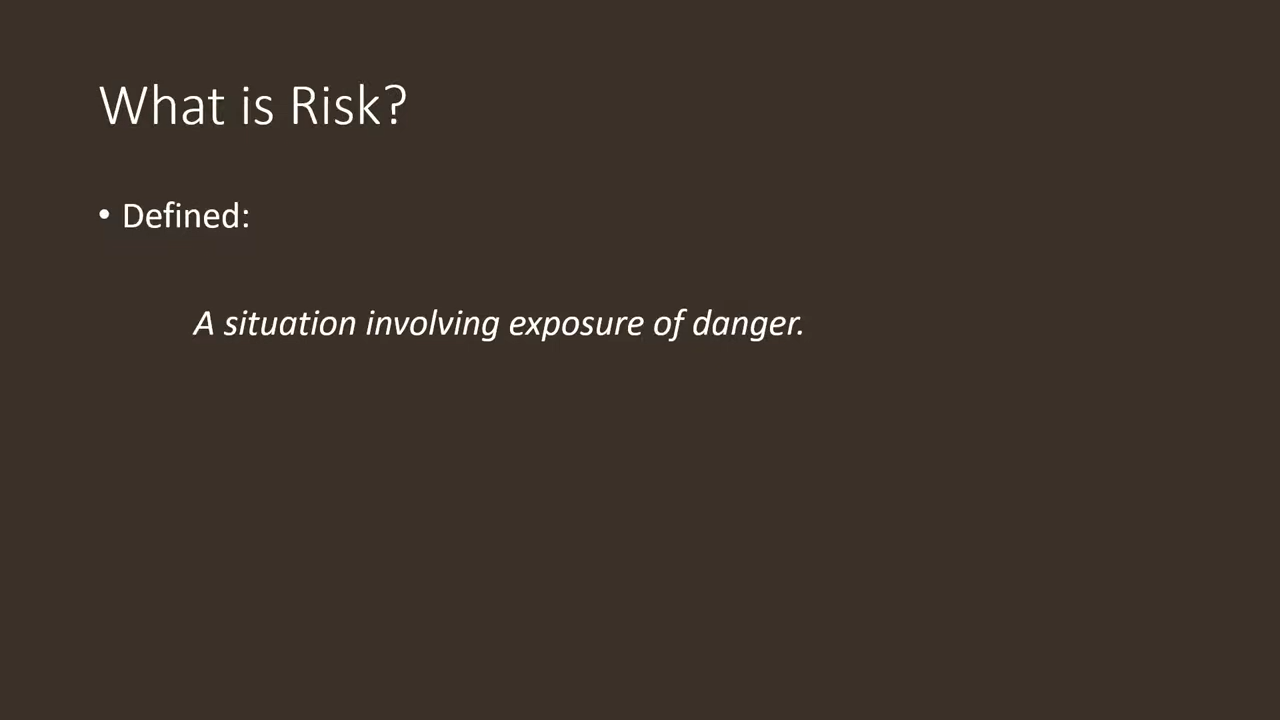 What is Risk?
• Defined:
A situation involving exposure of danger.